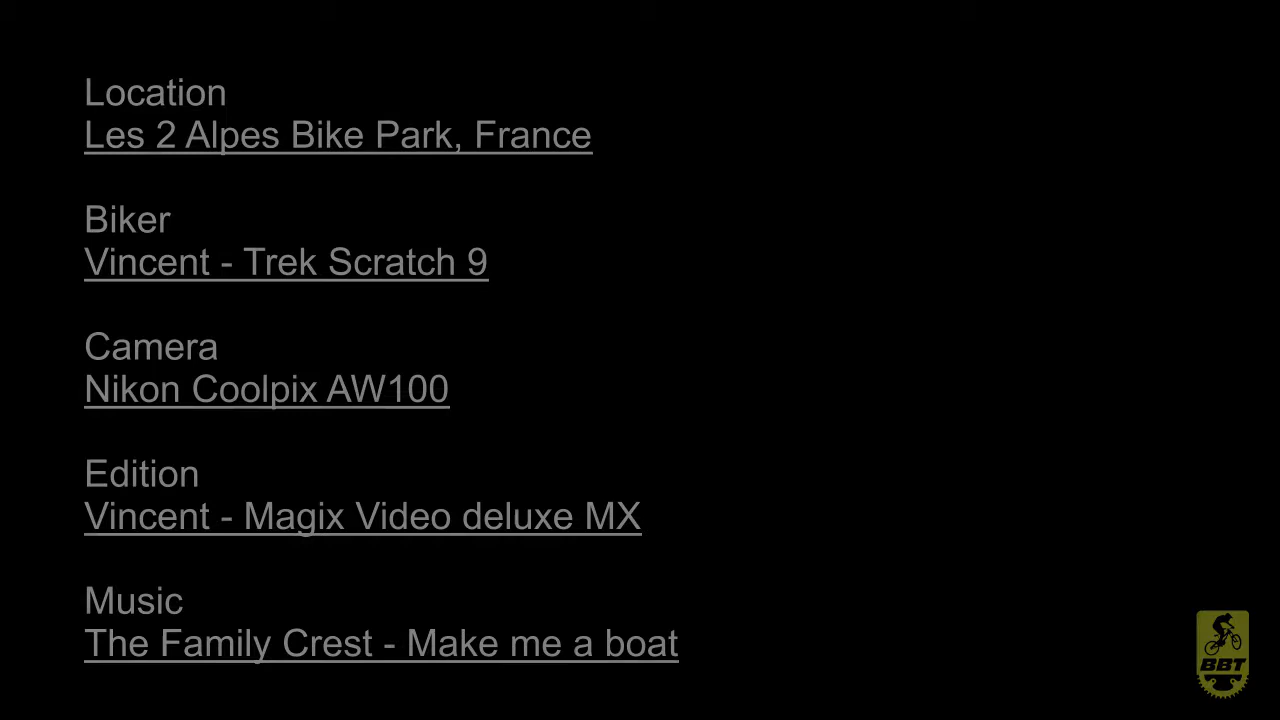 Location
Les 2 Alpes Bike Park, France
Biker
Vincent - Trek Scratch 9
Camera
Nikon Coolpix AW100
Edition
Vincent - Magix Video deluxe MX
Music
The Family Crest - Make me a boat
BBT